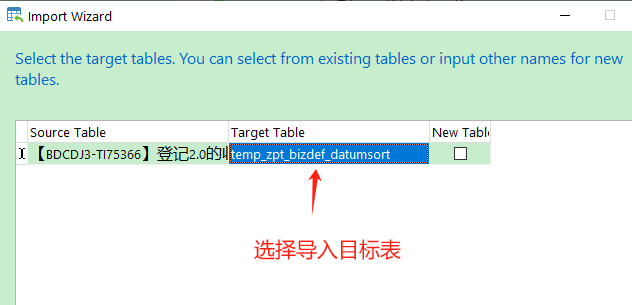 Import Wizard
Select the target tables. You can select from existing tables or input other names for new
tables.
Source Table Target Table New Table
【BDCDJ3-TI75366】登记2.0的 temp_zpt_bizdef_datumsort
选择导入目标表